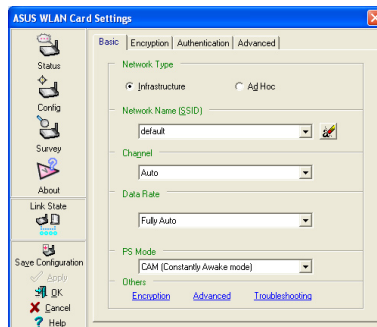 ASUS WLAN Card Settings
Status
Config
Survey
About
Link State
Save Configuration
Apply
OK
Cancel
Help
Basic
Encryption
Authentication
Advanced
Network Type
Infrastructure
Ad Hoc
Network Name (SSID)
default
Channel
Auto
Data Rate
Fully Auto
PS Mode
CAM (Constantly Awake mode)
Others
Encryption
Advanced
Troubleshooting